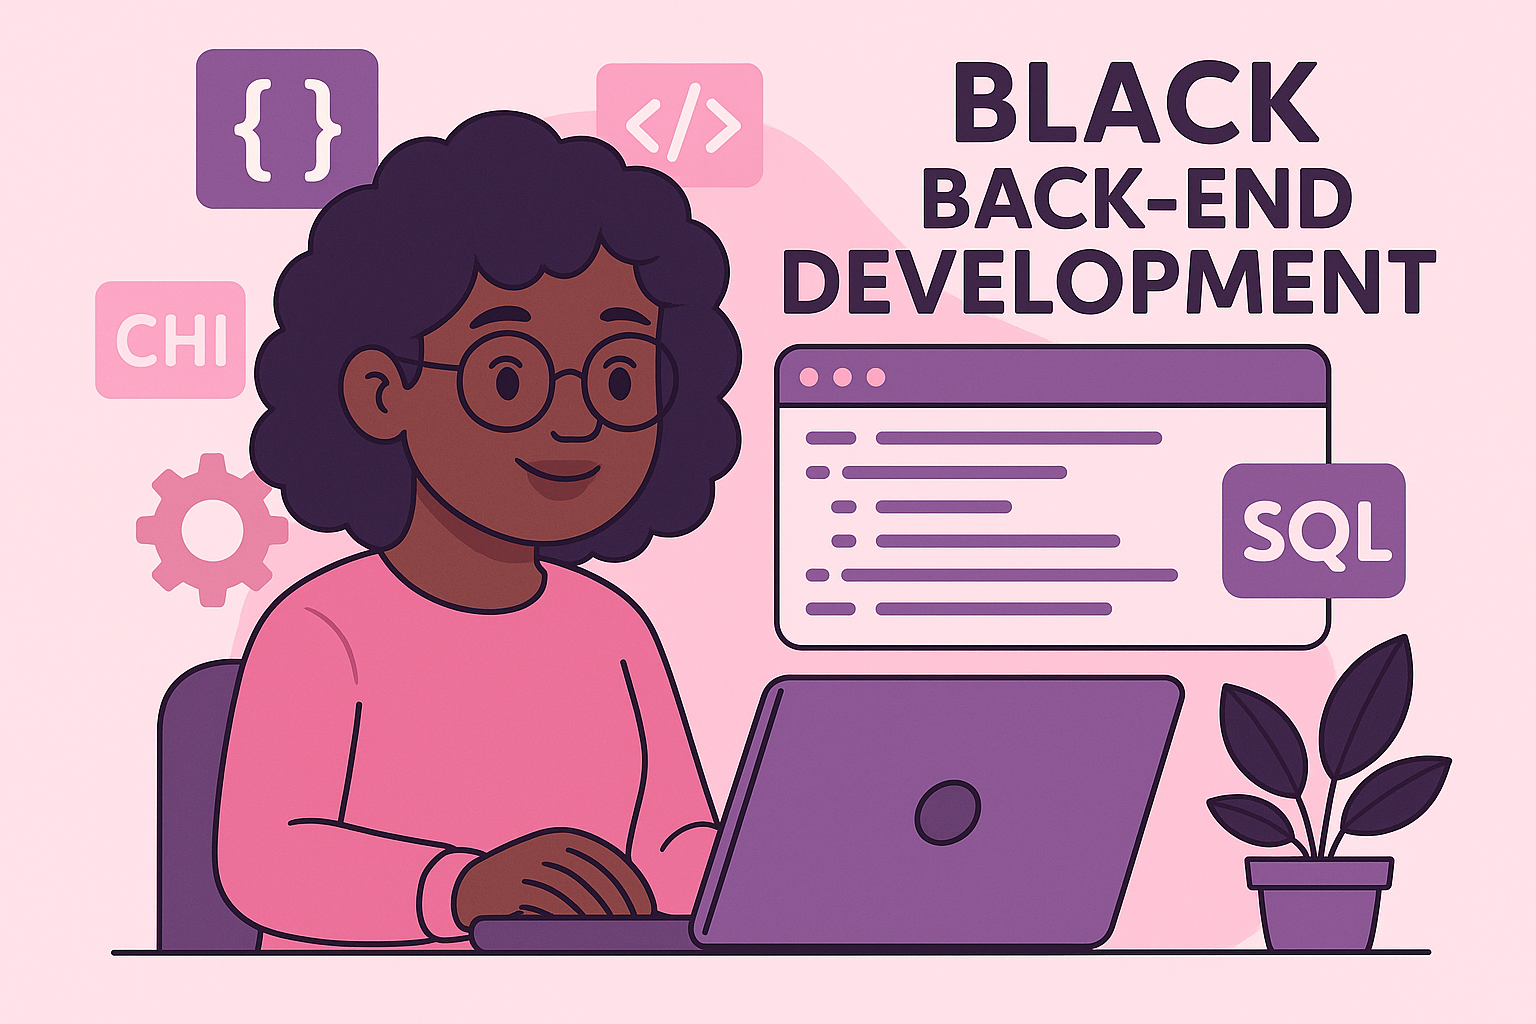 { }
</>
BLACK
BACK-END
DEVELOPMENT
CHI
SQL